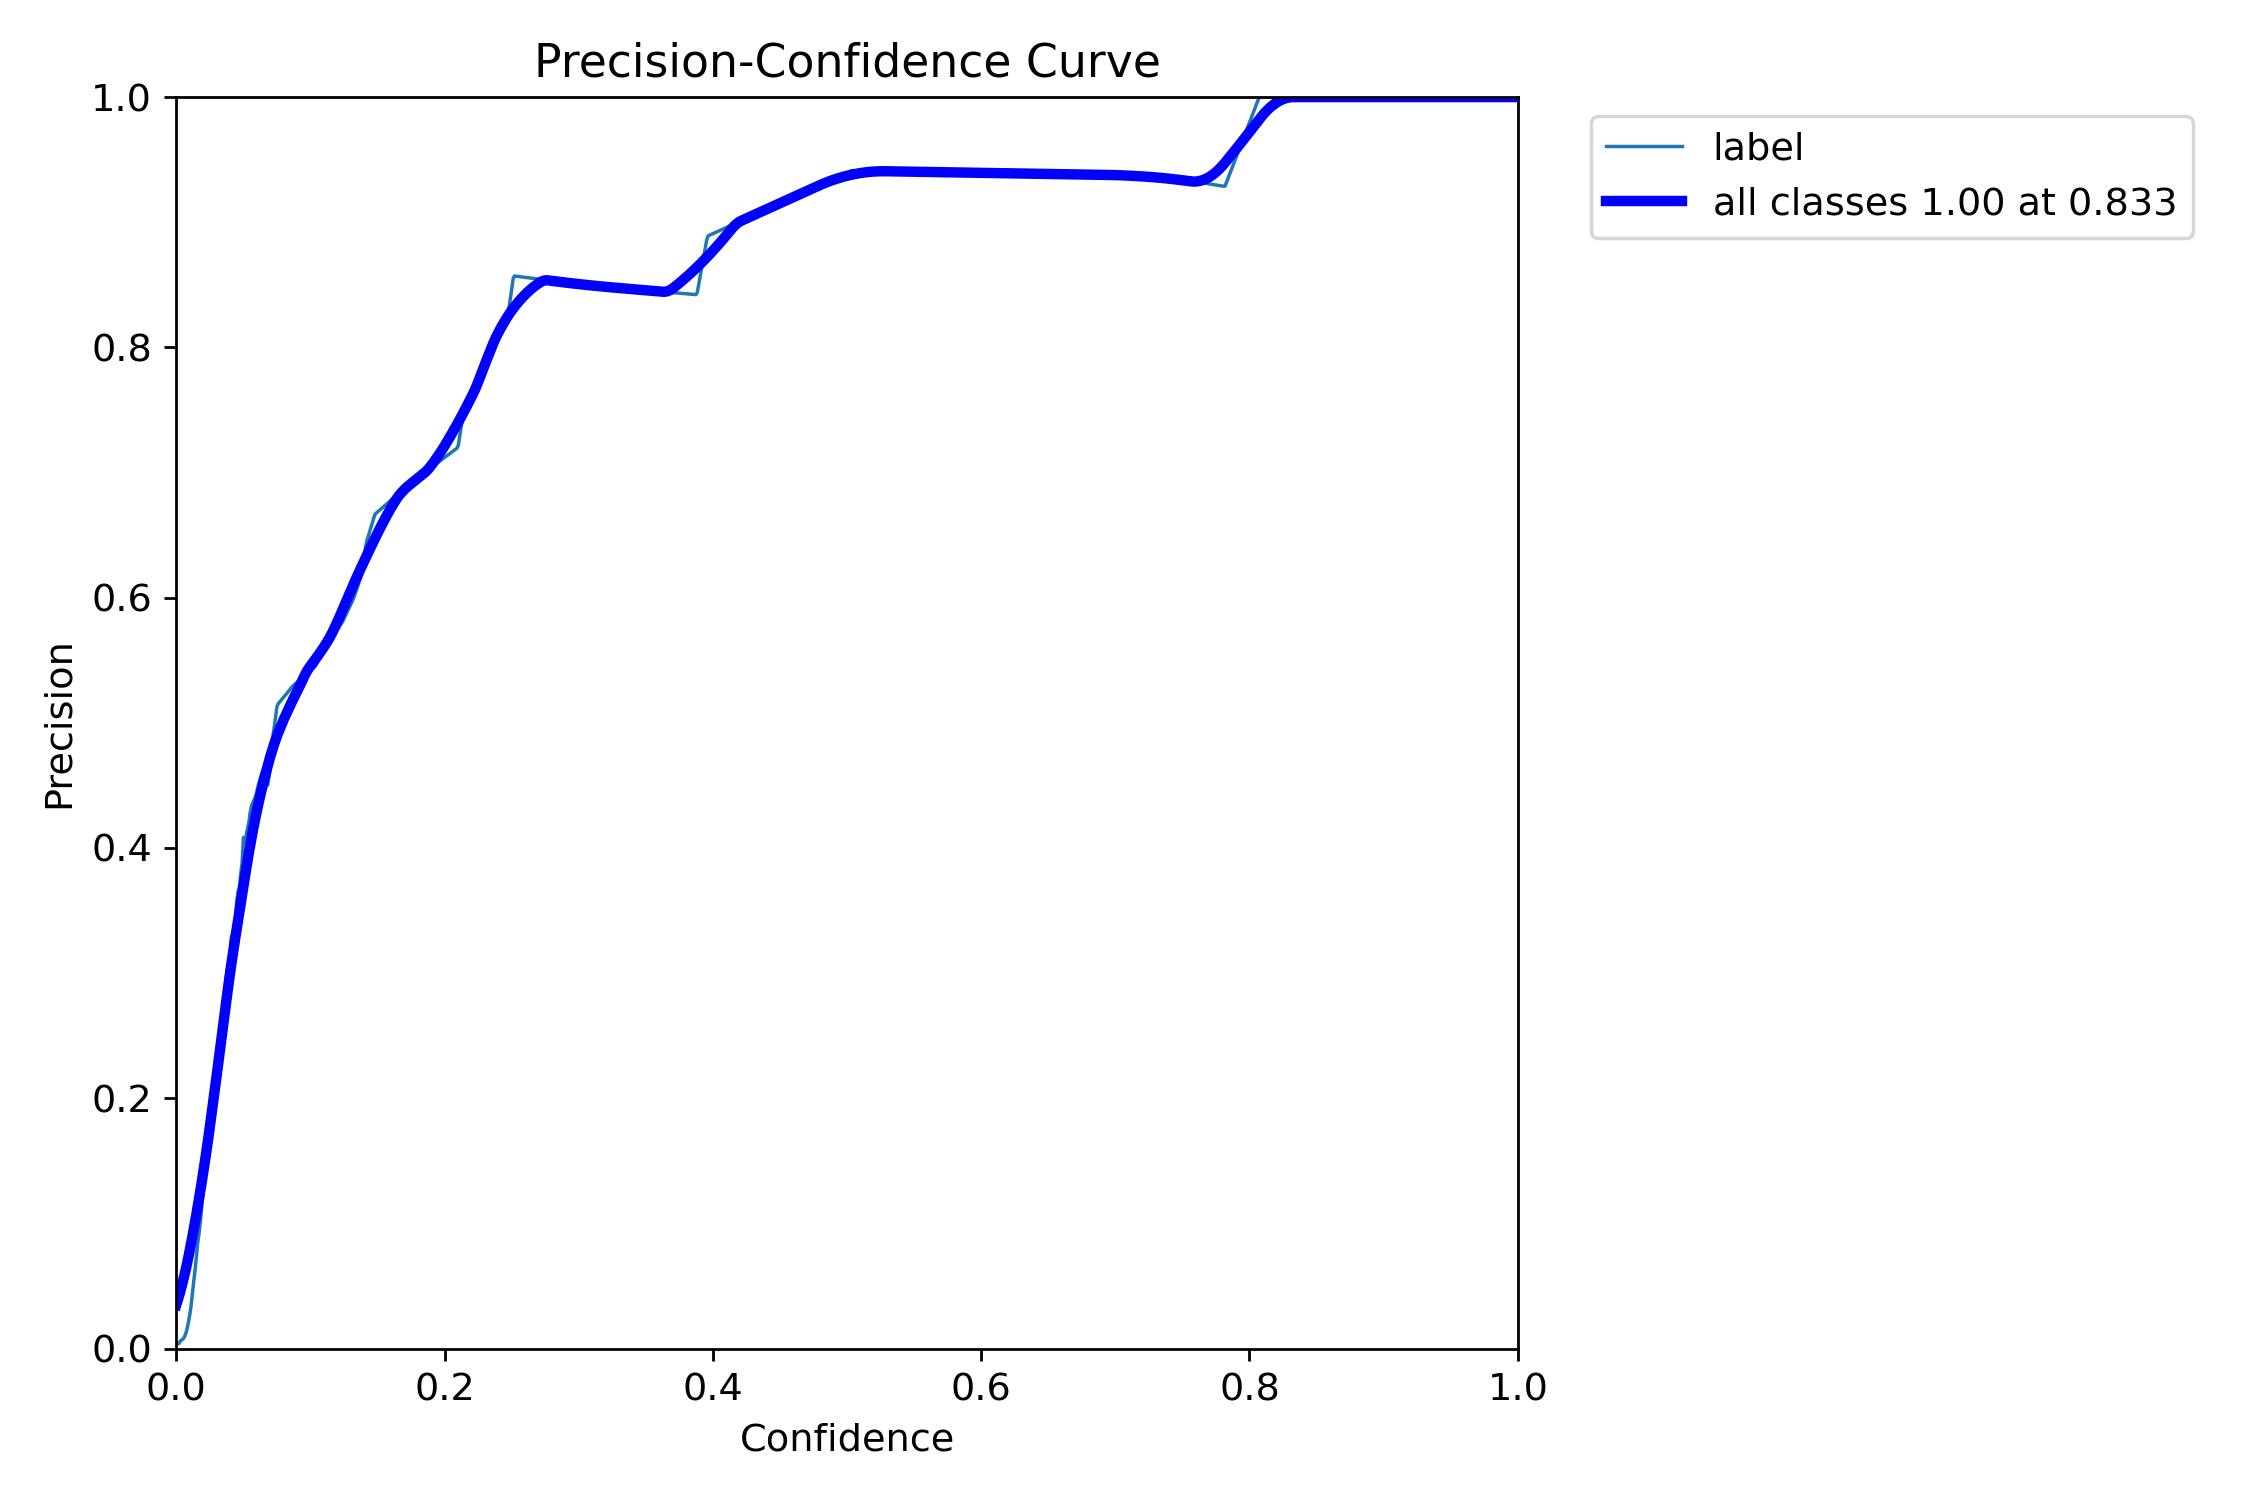 Precision-Confidence Curve
label
all classes 1.00 at 0.833
1.0
0.8
0.6
0.4
0.2
0.0
Precision
0.0 0.2 0.4 0.6 0.8 1.0
Confidence